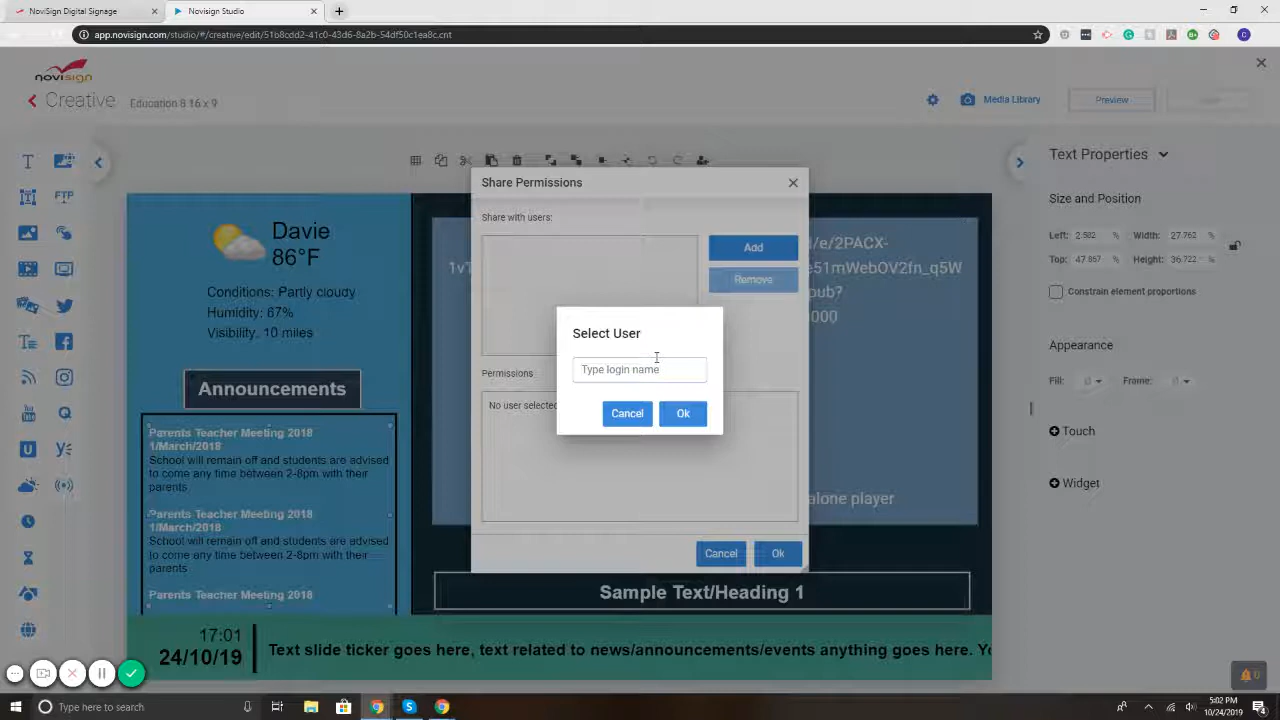 NoviSign Digital Signage
Novisign Studio
app.novisign.com/studio/#/creative/edit/51b8cdd2-41c0-43d6-8a2b-54df50c1ea8c.cnt
novisign
Creative
Education 8 16 x 9
Media Library
Preview
Text Properties
Size and Position
Left: 2.502 %
Width: 27.762 %
Top: 47.857 %
Height: 36.722 %
Constrain element proportions
Appearance
Fill:
Frame:
Touch
Widget
Share Permissions
Share with users:
Add
Remove
Permissions
No user selected
Cancel
Ok
Select User
Type login name
Cancel
Ok
Davie
86°F
Conditions: Partly cloudy
Humidity: 67%
Visibility: 10 miles
Announcements
Parents Teacher Meeting 2018
1/March/2018
School will remain off and students are advised
to come any time between 2-8pm with their
parents.
Parents Teacher Meeting 2018
1/March/2018
School will remain off and students are advised
to come any time between 2-8pm with their
parents.
Parents Teacher Meeting 2018
l/e/2PACX-
1vT
e51mWebOV2fn_q5W
pub?
000
alone player
Sample Text/Heading 1
17:01
24/10/19
Text slide ticker goes here, text related to news/announcements/events anything goes here. Yo
Type here to search
5:02 PM
10/24/2019